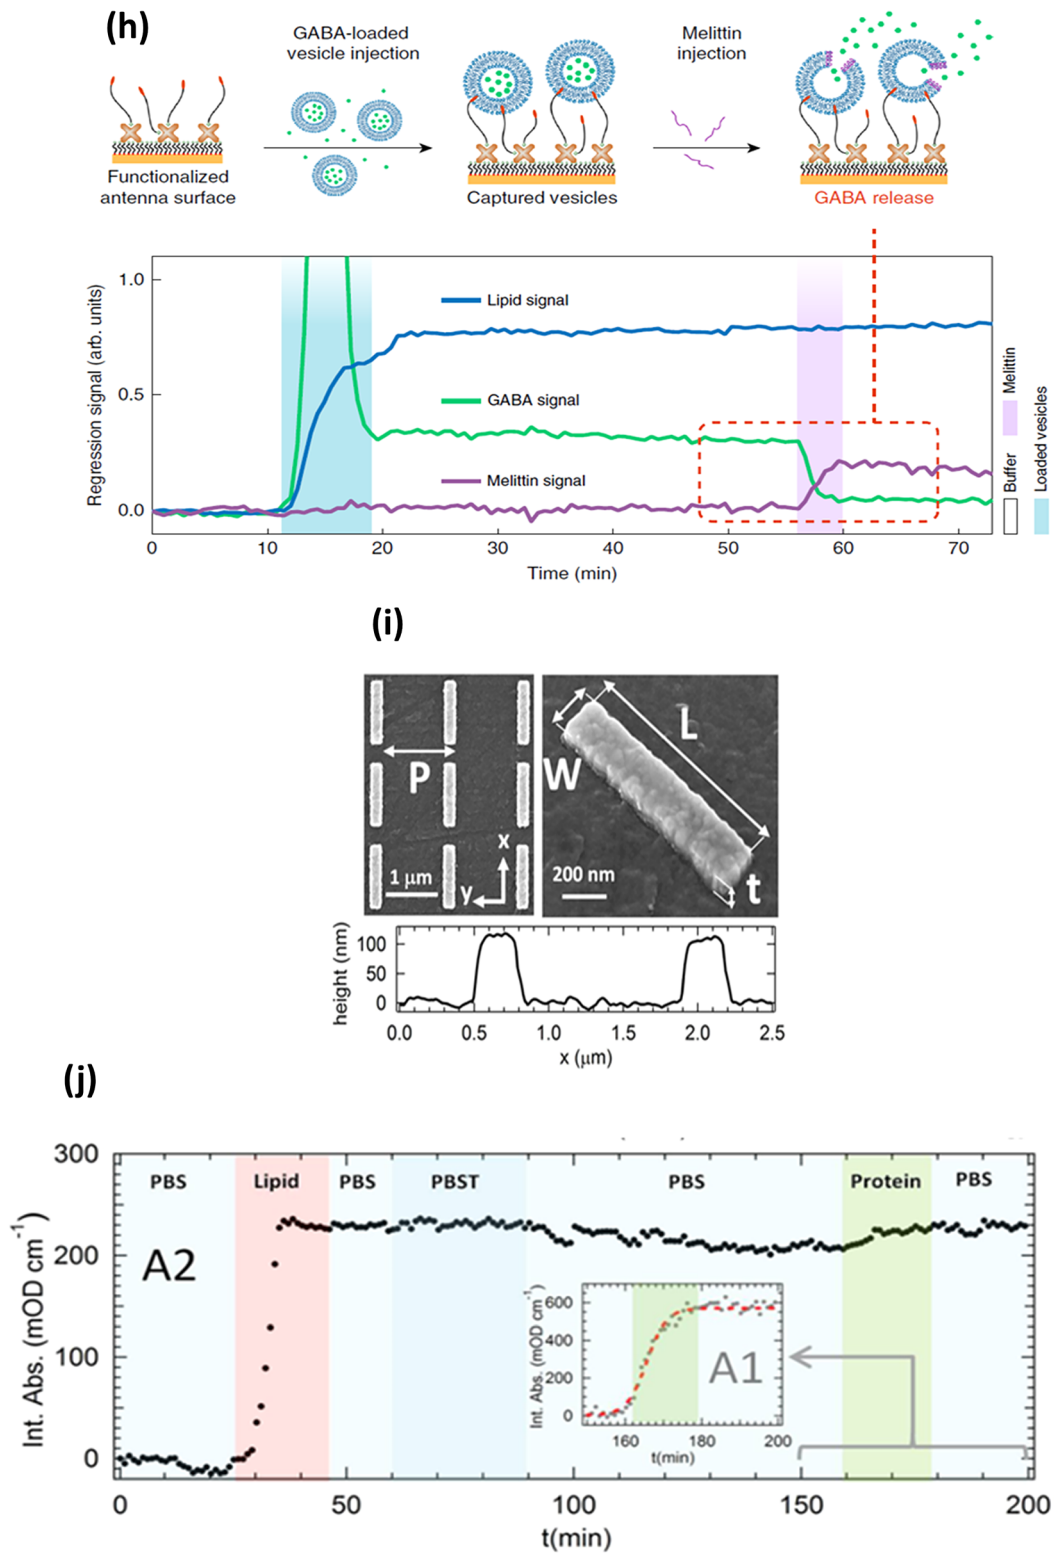 (h)
GABA-loaded
vesicle injection
Melittin
injection
Functionalized
antenna surface
Captured vesicles
GABA release
1.0
0.5
0.0
Regression signal (arb. units)
Lipid signal
GABA signal
Melittin signal
0 10 20 30 40 50 60 70
Time (min)
Melittin
Buffer
Loaded vesicles
(i)
P
1 μm
x
y
L
W
t
200 nm
height (nm)
100
50
0
0.0 0.5 1.0 1.5 2.0 2.5
x (μm)
(j)
300
200
100
0
Int. Abs. (mOD cm-1)
PBS Lipid PBS PBST PBS Protein PBS
A2
Int. Abs. (mOD cm-1)
600
400
200
0
A1
160 180 200
t(min)
0 50 100 150 200
t(min)